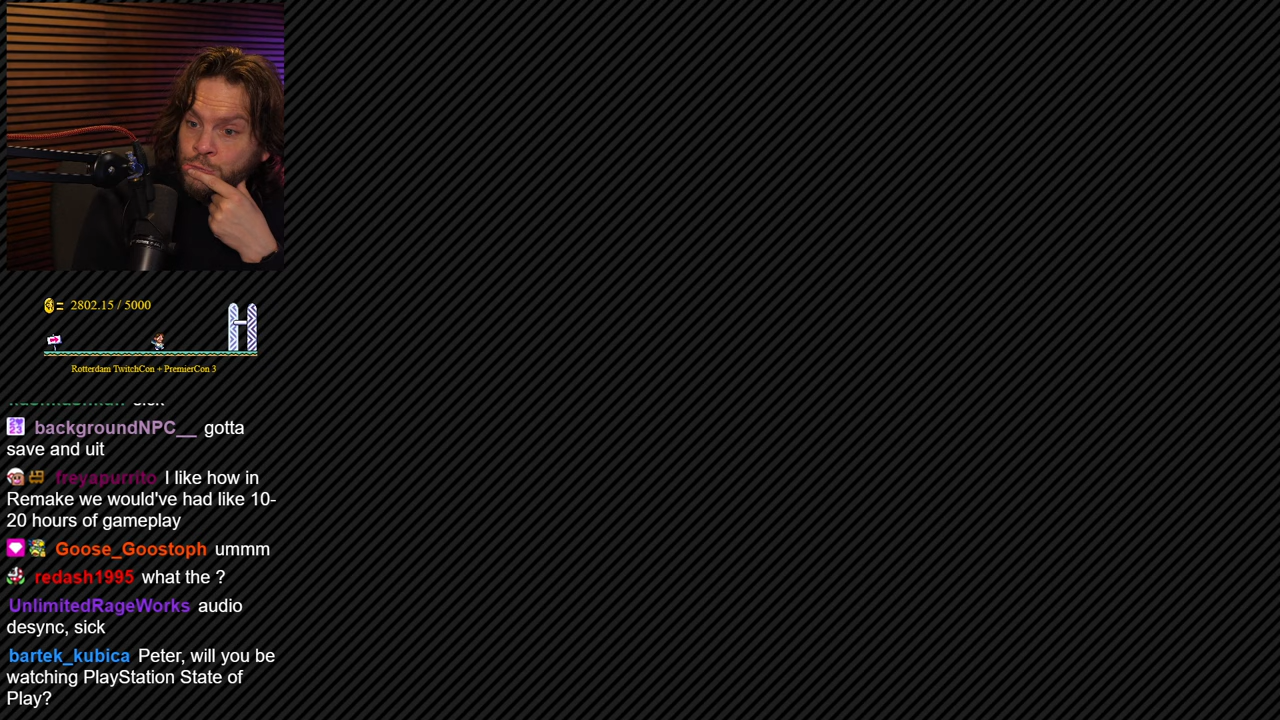 2802.15 / 5000
H
Rotterdam TwitchCon + PremierCon 3
backgroundNPC__ gotta
save and uit
freyapurrito I like how in
Remake we would've had like 10-
20 hours of gameplay
Goose_Goostoph ummm
redash1995 what the ?
UnlimitedRageWorks audio
desync, sick
bartek_kubica Peter, will you be
watching PlayStation State of
Play?